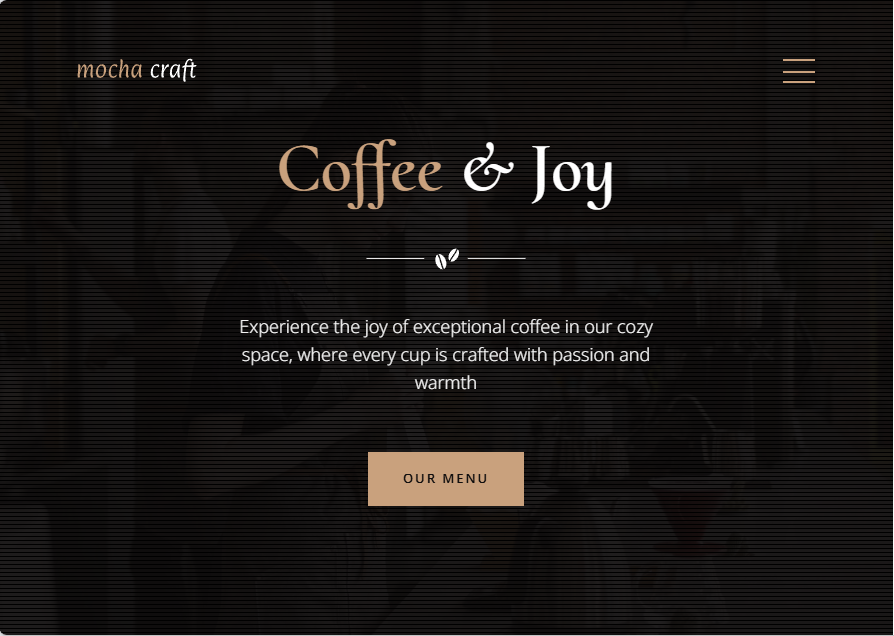 mocha craft
Coffee & Joy
Experience the joy of exceptional coffee in our cozy
space, where every cup is crafted with passion and
warmth
OUR MENU